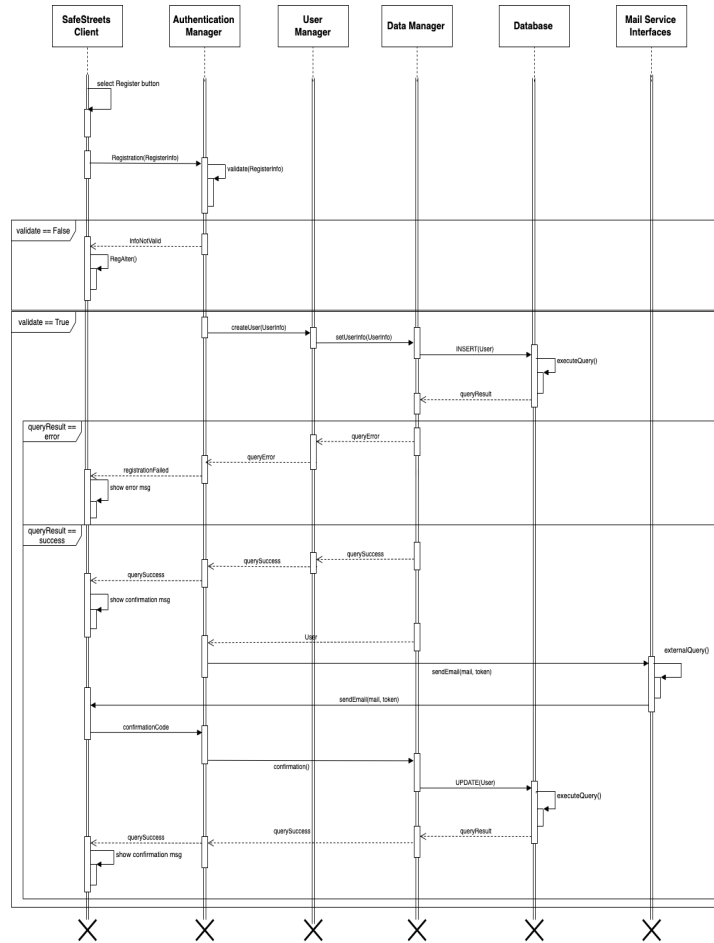 SafeStreets
Client
Authentication
Manager
User
Manager
Data Manager
Database
Mail Service
Interfaces
select Register button
Registration(RegisterInfo)
validate(RegisterInfo)
validate == False
InfoNotValid
RegAlter()
validate == True
createUser(UserInfo)
setUserInfo(UserInfo)
INSERT(User)
executeQuery()
queryResult
queryResult ==
error
queryError
queryError
registrationFailed
show error msg
queryResult ==
success
querySuccess
querySuccess
querySuccess
show confirmation msg
User
externalQuery()
sendEmail(mail, token)
sendEmail(mail, token)
confirmationCode
confirmation()
UPDATE(User)
executeQuery()
queryResult
querySuccess
querySuccess
show confirmation msg